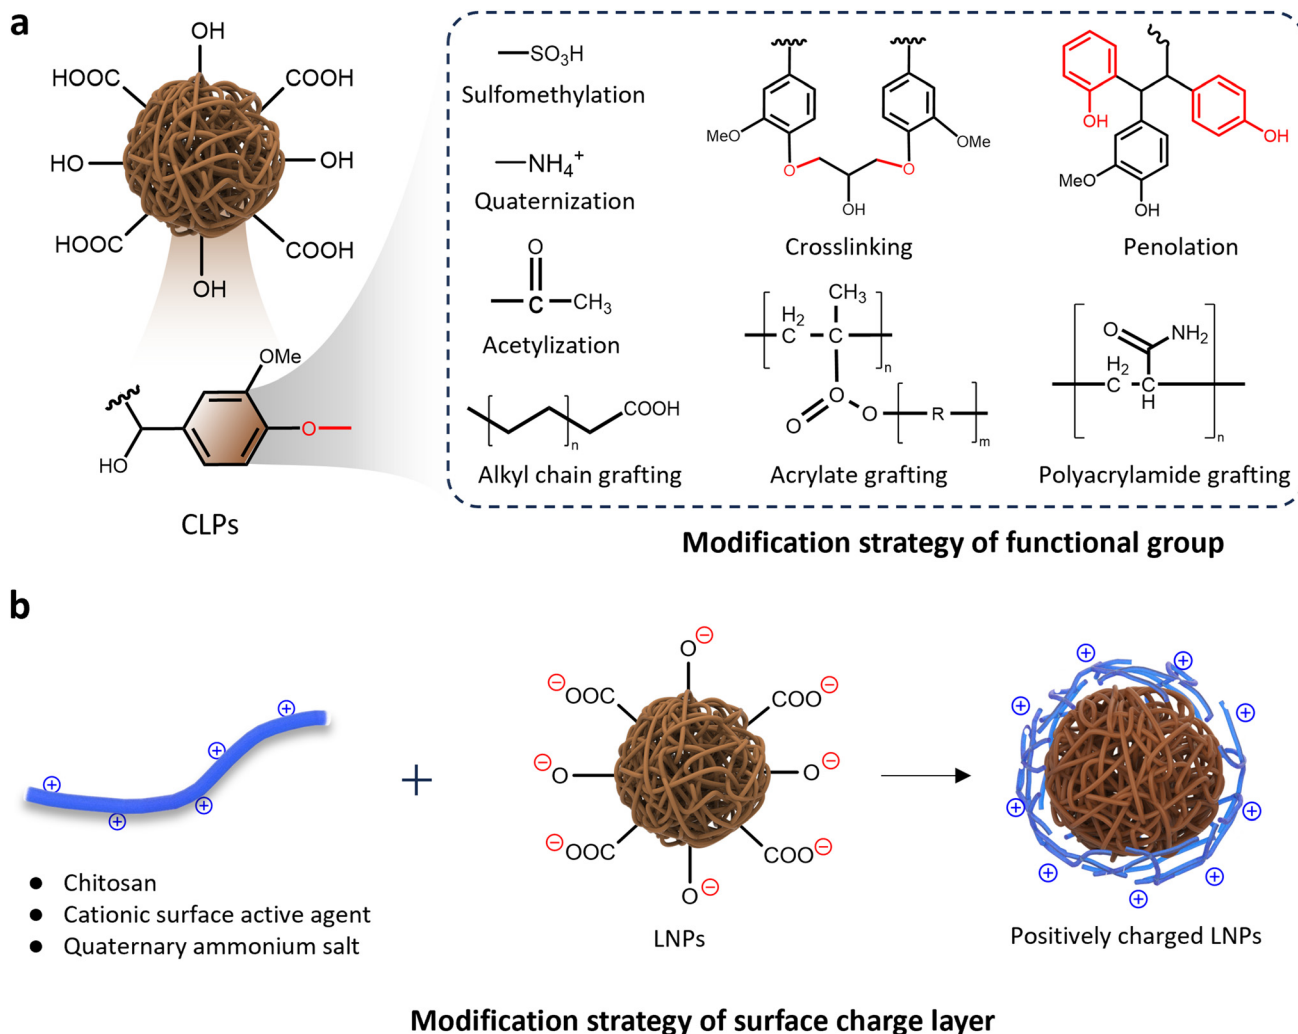 a
OH
HOOC
COOH
HO
OH
HOOC
COOH
OH
OMe
O
HO
CLPs
SO₃H
Sulfomethylation
NH₄⁺
Quaternization
O
C
CH₃
Acetylization
n
COOH
Alkyl chain grafting
MeO
OMe
O
O
OH
Crosslinking
OH
OH
MeO
OH
Penolation
CH₃
H₂
C
C
n
O
O
O
R
m
Acrylate grafting
O
NH₂
H₂
C
C
H
n
Polyacrylamide grafting
Modification strategy of functional group
b
+
+
+
+
+
● Chitosan
● Cationic surface active agent
● Quaternary ammonium salt
+
O−
−OOC
COO−
−O
O−
−OOC
COO−
O−
LNPs
+
+
+
+
+
+
+
+
+
Positively charged LNPs
Modification strategy of surface charge layer